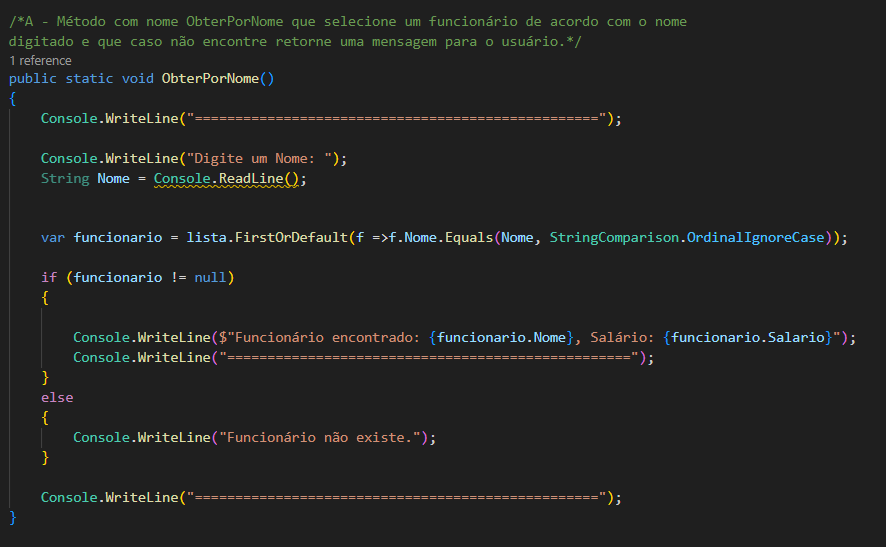 /*A - Método com nome ObterPorNome que selecione um funcionário de acordo com o nome
digitado e que caso não encontre retorne uma mensagem para o usuário.*/
1 reference
public static void ObterPorNome()
{
    Console.WriteLine("==================================================");
    Console.WriteLine("Digite um Nome: ");
    String Nome = Console.ReadLine();
    var funcionario = lista.FirstOrDefault(f =>f.Nome.Equals(Nome, StringComparison.OrdinalIgnoreCase));
    if (funcionario != null)
    {
        Console.WriteLine($"Funcionário encontrado: {funcionario.Nome}, Salário: {funcionario.Salario}");
        Console.WriteLine("==================================================");
    }
    else
    {
        Console.WriteLine("Funcionário não existe.");
    }
    Console.WriteLine("==================================================");
}